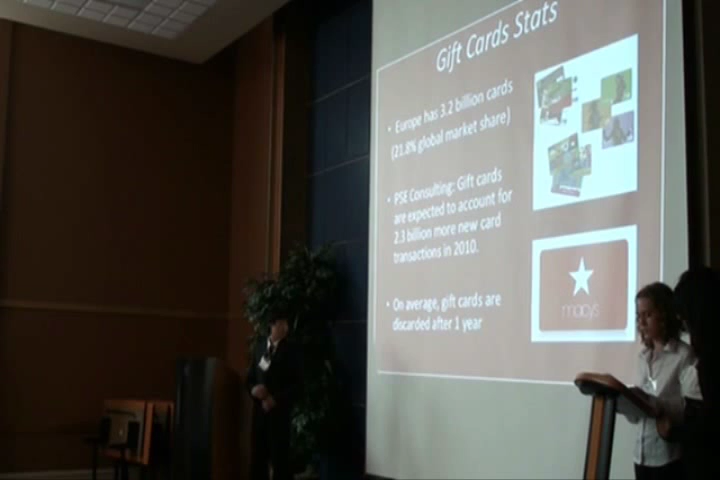 Gift Cards Stats
• Europe has 3.2 billion cards
(21.8% global market share)
• PSE Consulting: Gift cards
are expected to account for
2.3 billion more new card
transactions in 2010.
• On average, gift cards are
discarded after 1 year
macy's